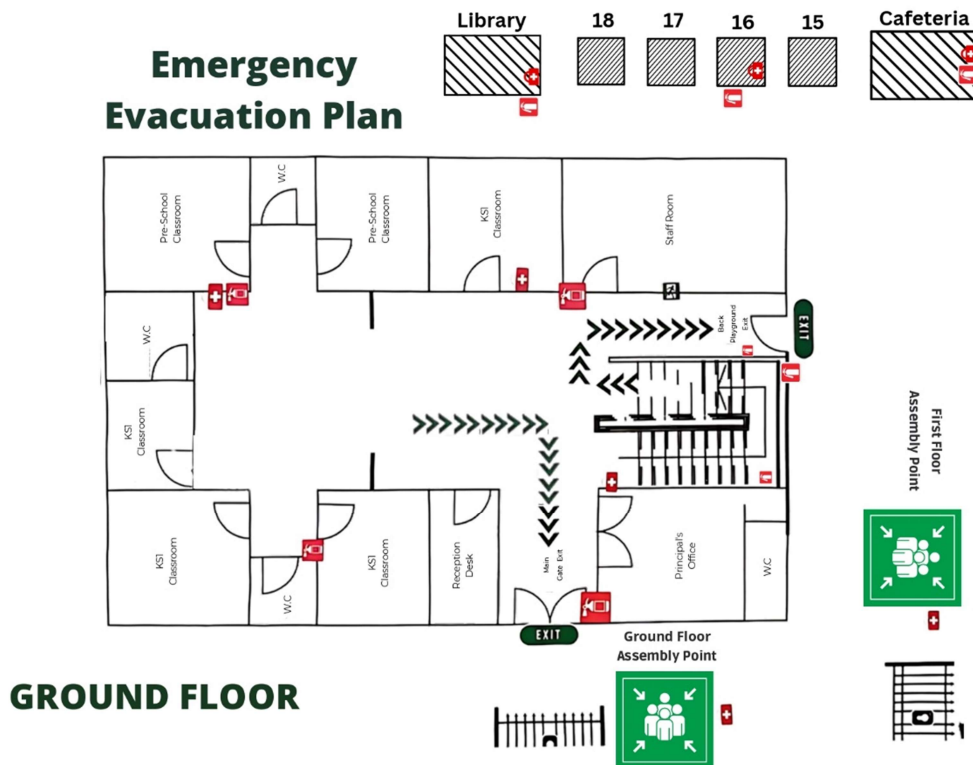 Library
18
17
16
15
Cafeteria
Emergency
Evacuation Plan
Pre-School
Classroom
W.C
Pre-School
Classroom
KS1
Classroom
Staff Room
W.C
Back
Playground
Exit
EXIT
KS1
Classroom
First Floor
Assembly Point
KS1
Classroom
W.C
KS1
Classroom
Reception
Desk
Main
Gate Exit
Principal's
Office
W.C
EXIT
Ground Floor
Assembly Point
GROUND FLOOR